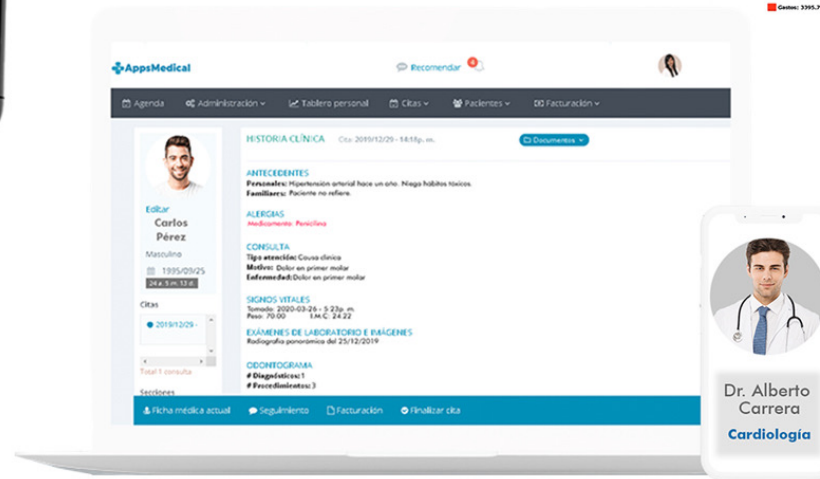 Gastos: 3395.7
AppsMedical
Recomendar
4
Agenda Administración Tablero personal Citas Pacientes Facturación
HISTORIA CLÍNICA Cita: 2019/12/29 - 14:58p. m.
Documentos
ANTECEDENTES
Personales: Hipertensión arterial hace un año. Niega hábitos tóxicos.
Familiares: Paciente no refiere.
Editar
Carlos
Pérez
Masculino
1995/09/25
24 a. 5 m. 13 d.
Citas
2019/12/29 -
Total 1 consulta
Secciones
ALERGIAS
Medicamento: Penicilina
CONSULTA
Tipo atención: Causa clínica
Motivo: Dolor en primer molar
Enfermedad: Dolor en primer molar
SIGNOS VITALES
Tomado: 2020-03-26 - 5:23p. m.
Peso: 70.00 I.M.C: 24.22
EXÁMENES DE LABORATORIO E IMÁGENES
Radiografía panorámica del 25/12/2019
ODONTOGRAMA
# Diagnósticos: 1
# Procedimientos: 3
Ficha médica actual Seguimiento Facturación Finalizar cita
Dr. Alberto
Carrera
Cardiología